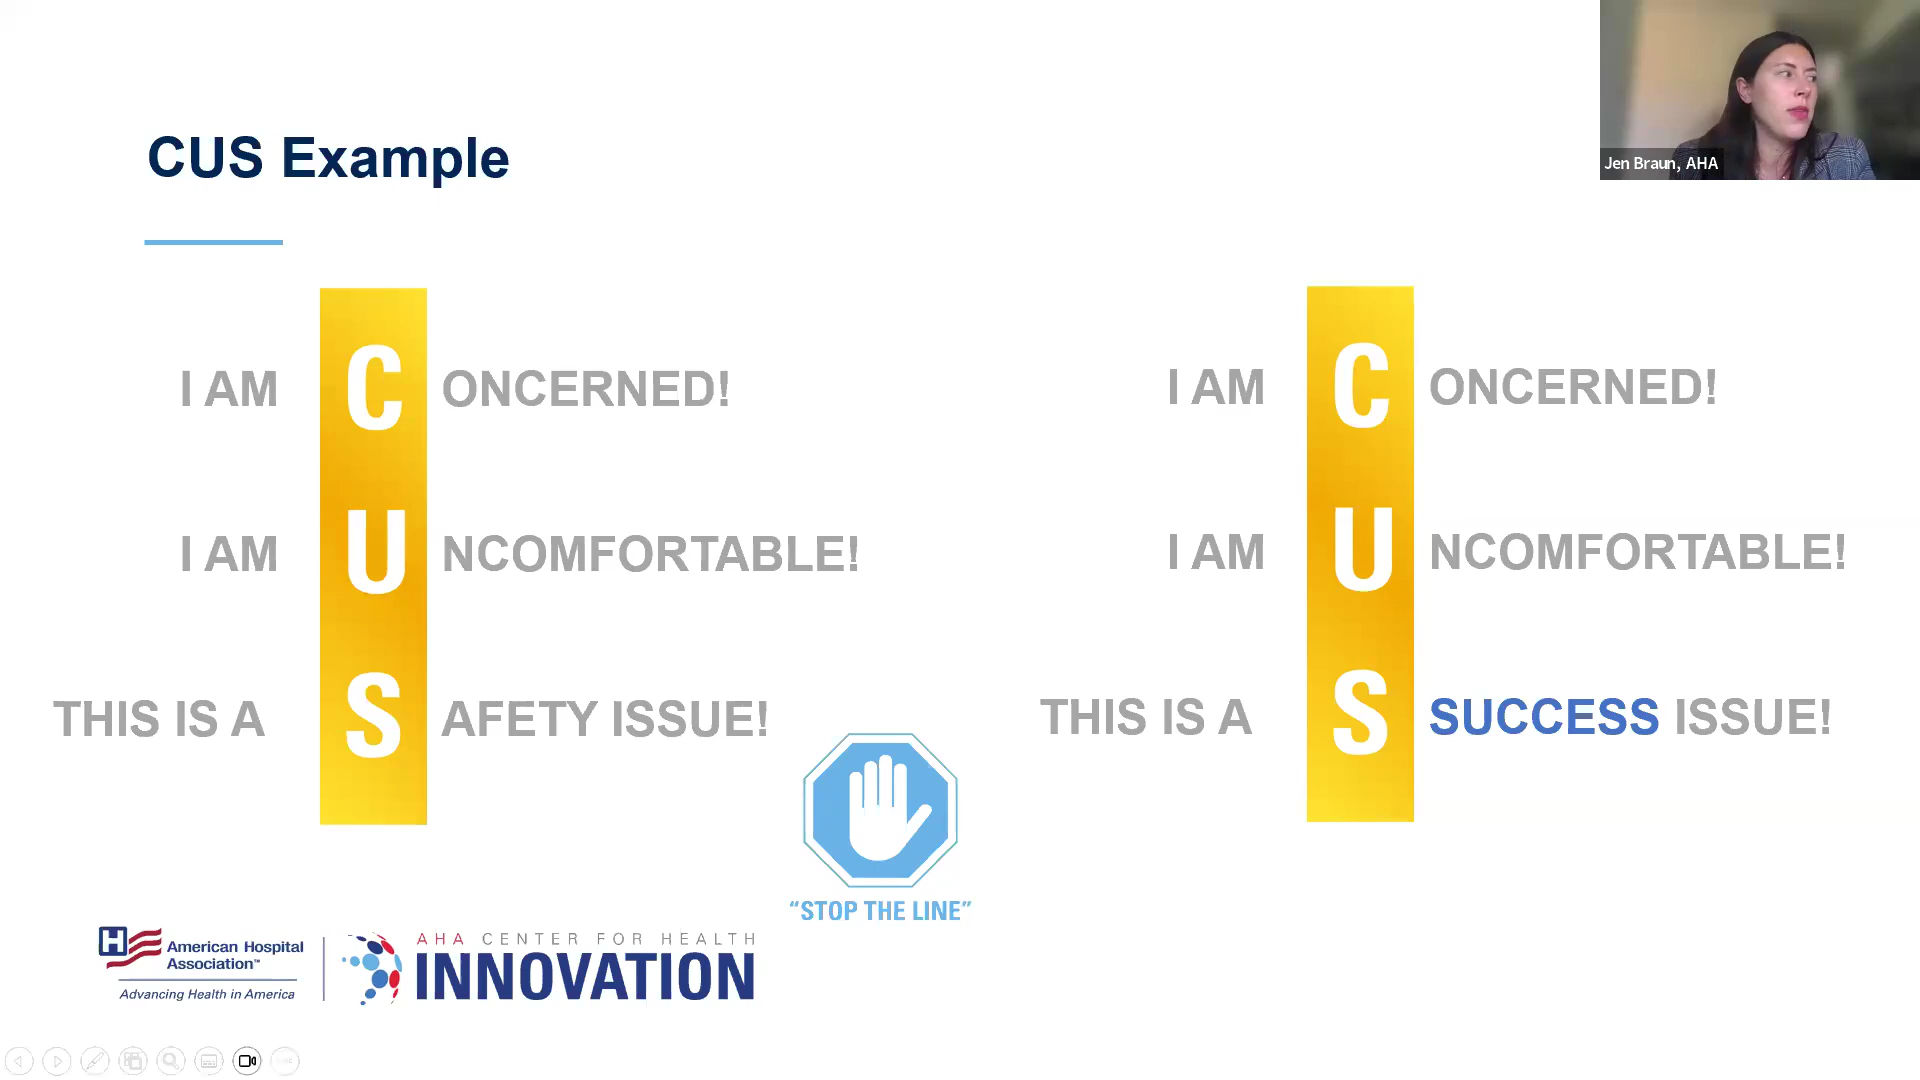 Jen Braun, AHA
CUS Example
I AM C ONCERNED!
I AM U NCOMFORTABLE!
THIS IS A S AFETY ISSUE!
I AM C ONCERNED!
I AM U NCOMFORTABLE!
THIS IS A S SUCCESS ISSUE!
“STOP THE LINE”
H American Hospital
Association™
Advancing Health in America
AHA CENTER FOR HEALTH
INNOVATION